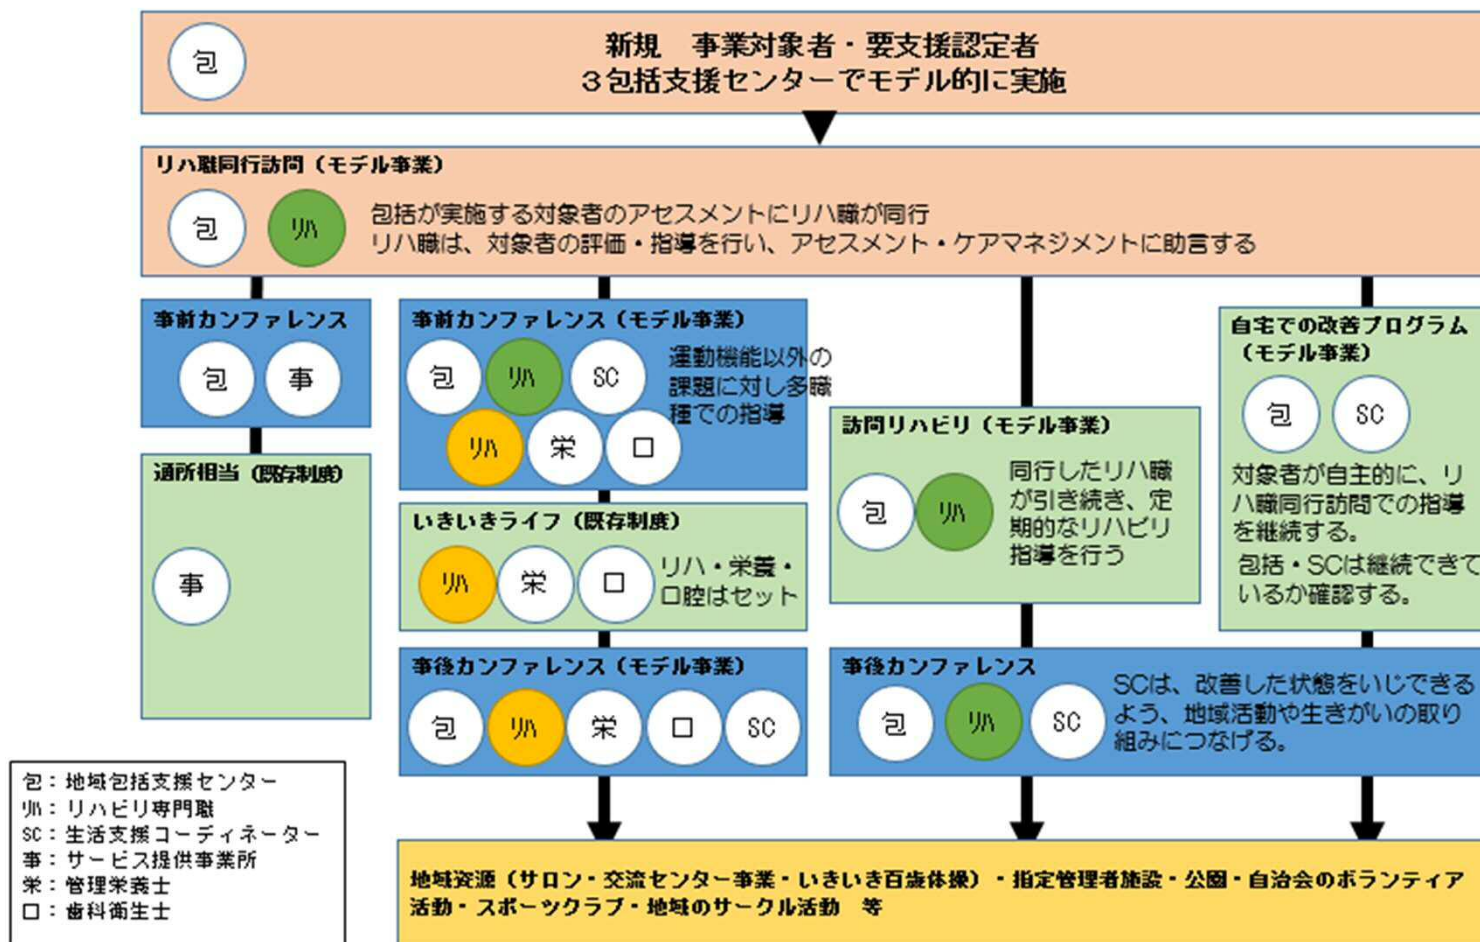 包
新規　事業対象者・要支援認定者
3包括支援センターでモデル的に実施
リハ職同行訪問（モデル事業）
包
リハ
包括が実施する対象者のアセスメントにリハ職が同行
リハ職は、対象者の評価・指導を行い、アセスメント・ケアマネジメントに助言する
事前カンファレンス
包
事
通所相当（既存制度）
事
事前カンファレンス（モデル事業）
包
リハ
SC
リハ
栄
口
運動機能以外の
課題に対し多職
種での指導
いきいきライフ（既存制度）
リハ
栄
口
リハ・栄養・
口腔はセット
事後カンファレンス（モデル事業）
包
リハ
栄
口
SC
訪問リハビリ（モデル事業）
包
リハ
同行したリハ職
が引き続き、定
期的なリハビリ
指導を行う
自宅での改善プログラム
（モデル事業）
包
SC
対象者が自主的に、リ
ハ職同行訪問での指導
を継続する。
包括・SCは継続できて
いるか確認する。
事後カンファレンス
包
リハ
SC
SCは、改善した状態をいじできる
よう、地域活動や生きがいの取り
組みにつなげる。
包：地域包括支援センター
リハ：リハビリ専門職
SC：生活支援コーディネーター
事：サービス提供事業所
栄：管理栄養士
口：歯科衛生士
地域資源（サロン・交流センター事業・いきいき百歳体操）・指定管理者施設・公園・自治会のボランティア
活動・スポーツクラブ・地域のサークル活動　等